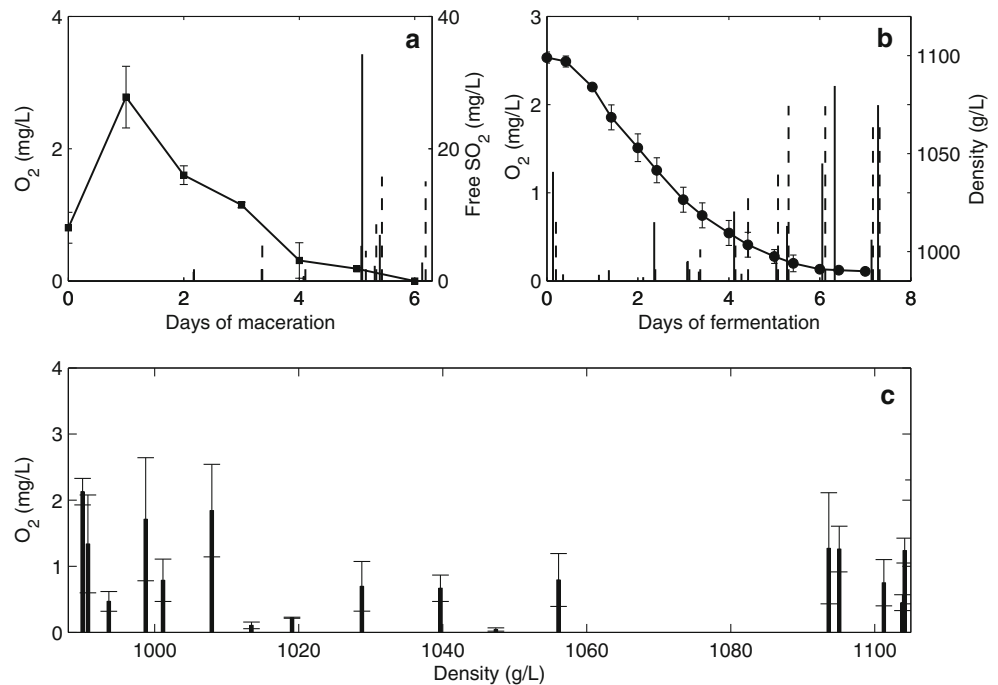 a
4
2
0
O2 (mg/L)
40
20
0
Free SO2 (mg/L)
0 2 4 6
Days of maceration
b
3
2
1
0
O2 (mg/L)
1100
1050
1000
Density (g/L)
0 2 4 6 8
Days of fermentation
c
4
3
2
1
0
O2 (mg/L)
1000 1020 1040 1060 1080 1100
Density (g/L)